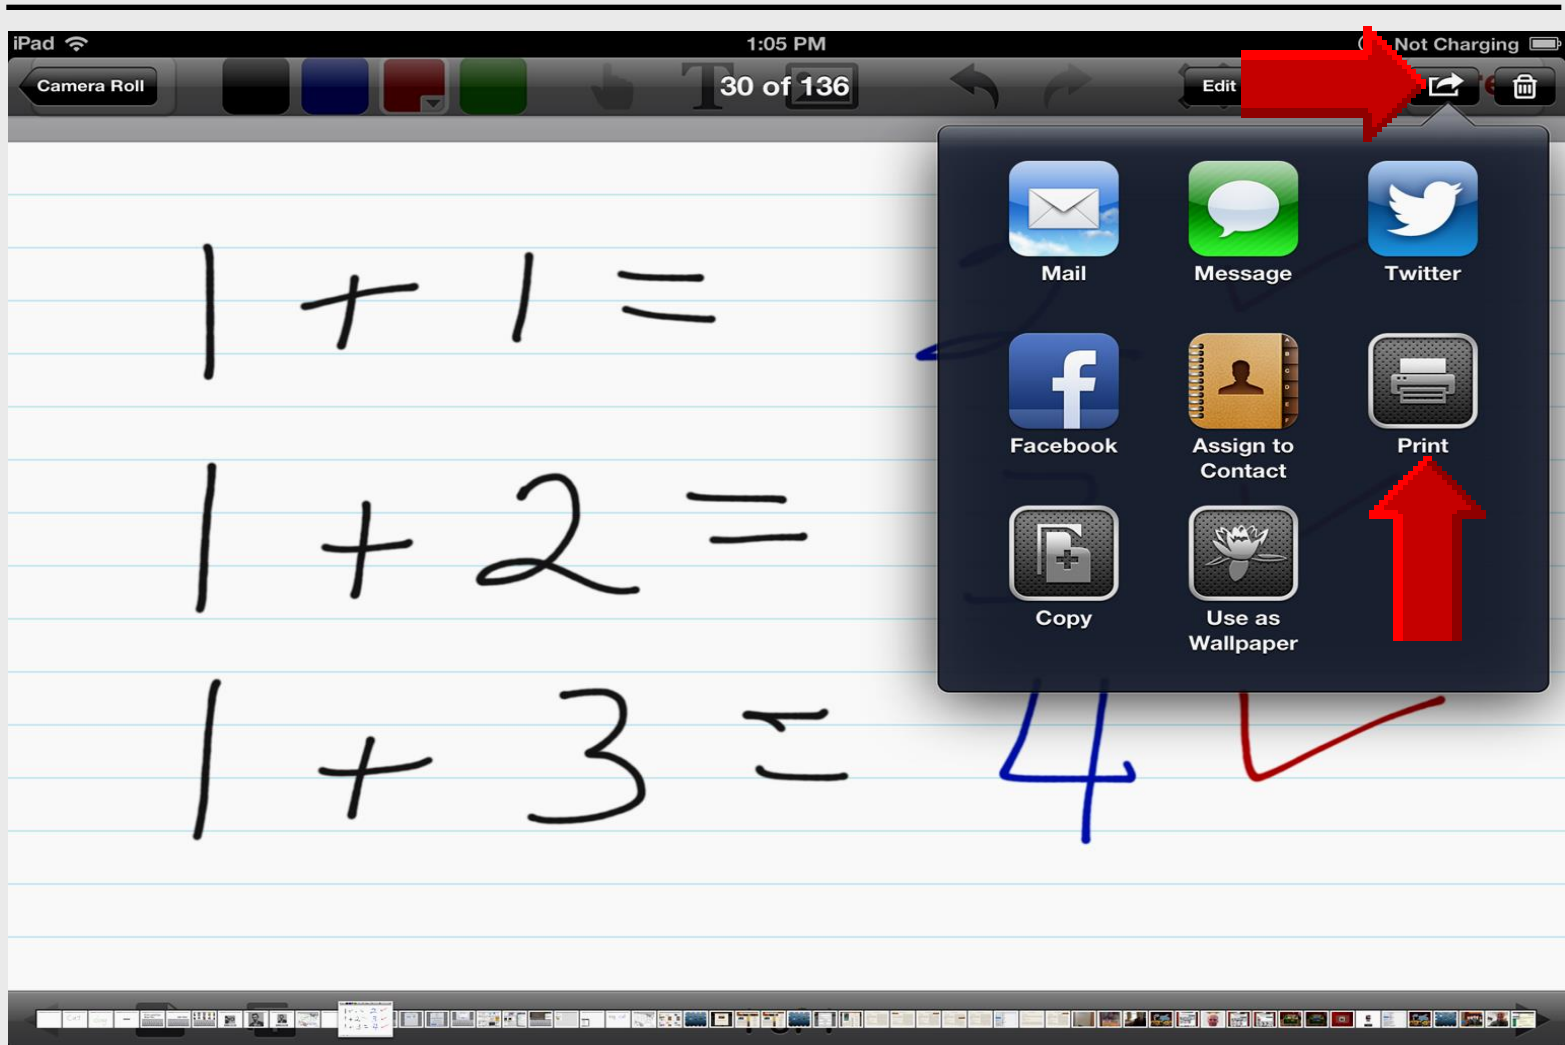 iPad 1:05 PM Not Charging
Camera Roll T 30 of 136 Edit
Mail Message Twitter
1 + 1 =
Facebook Assign to Contact Print
1 + 2 =
Copy Use as Wallpaper
1 + 3 = 4